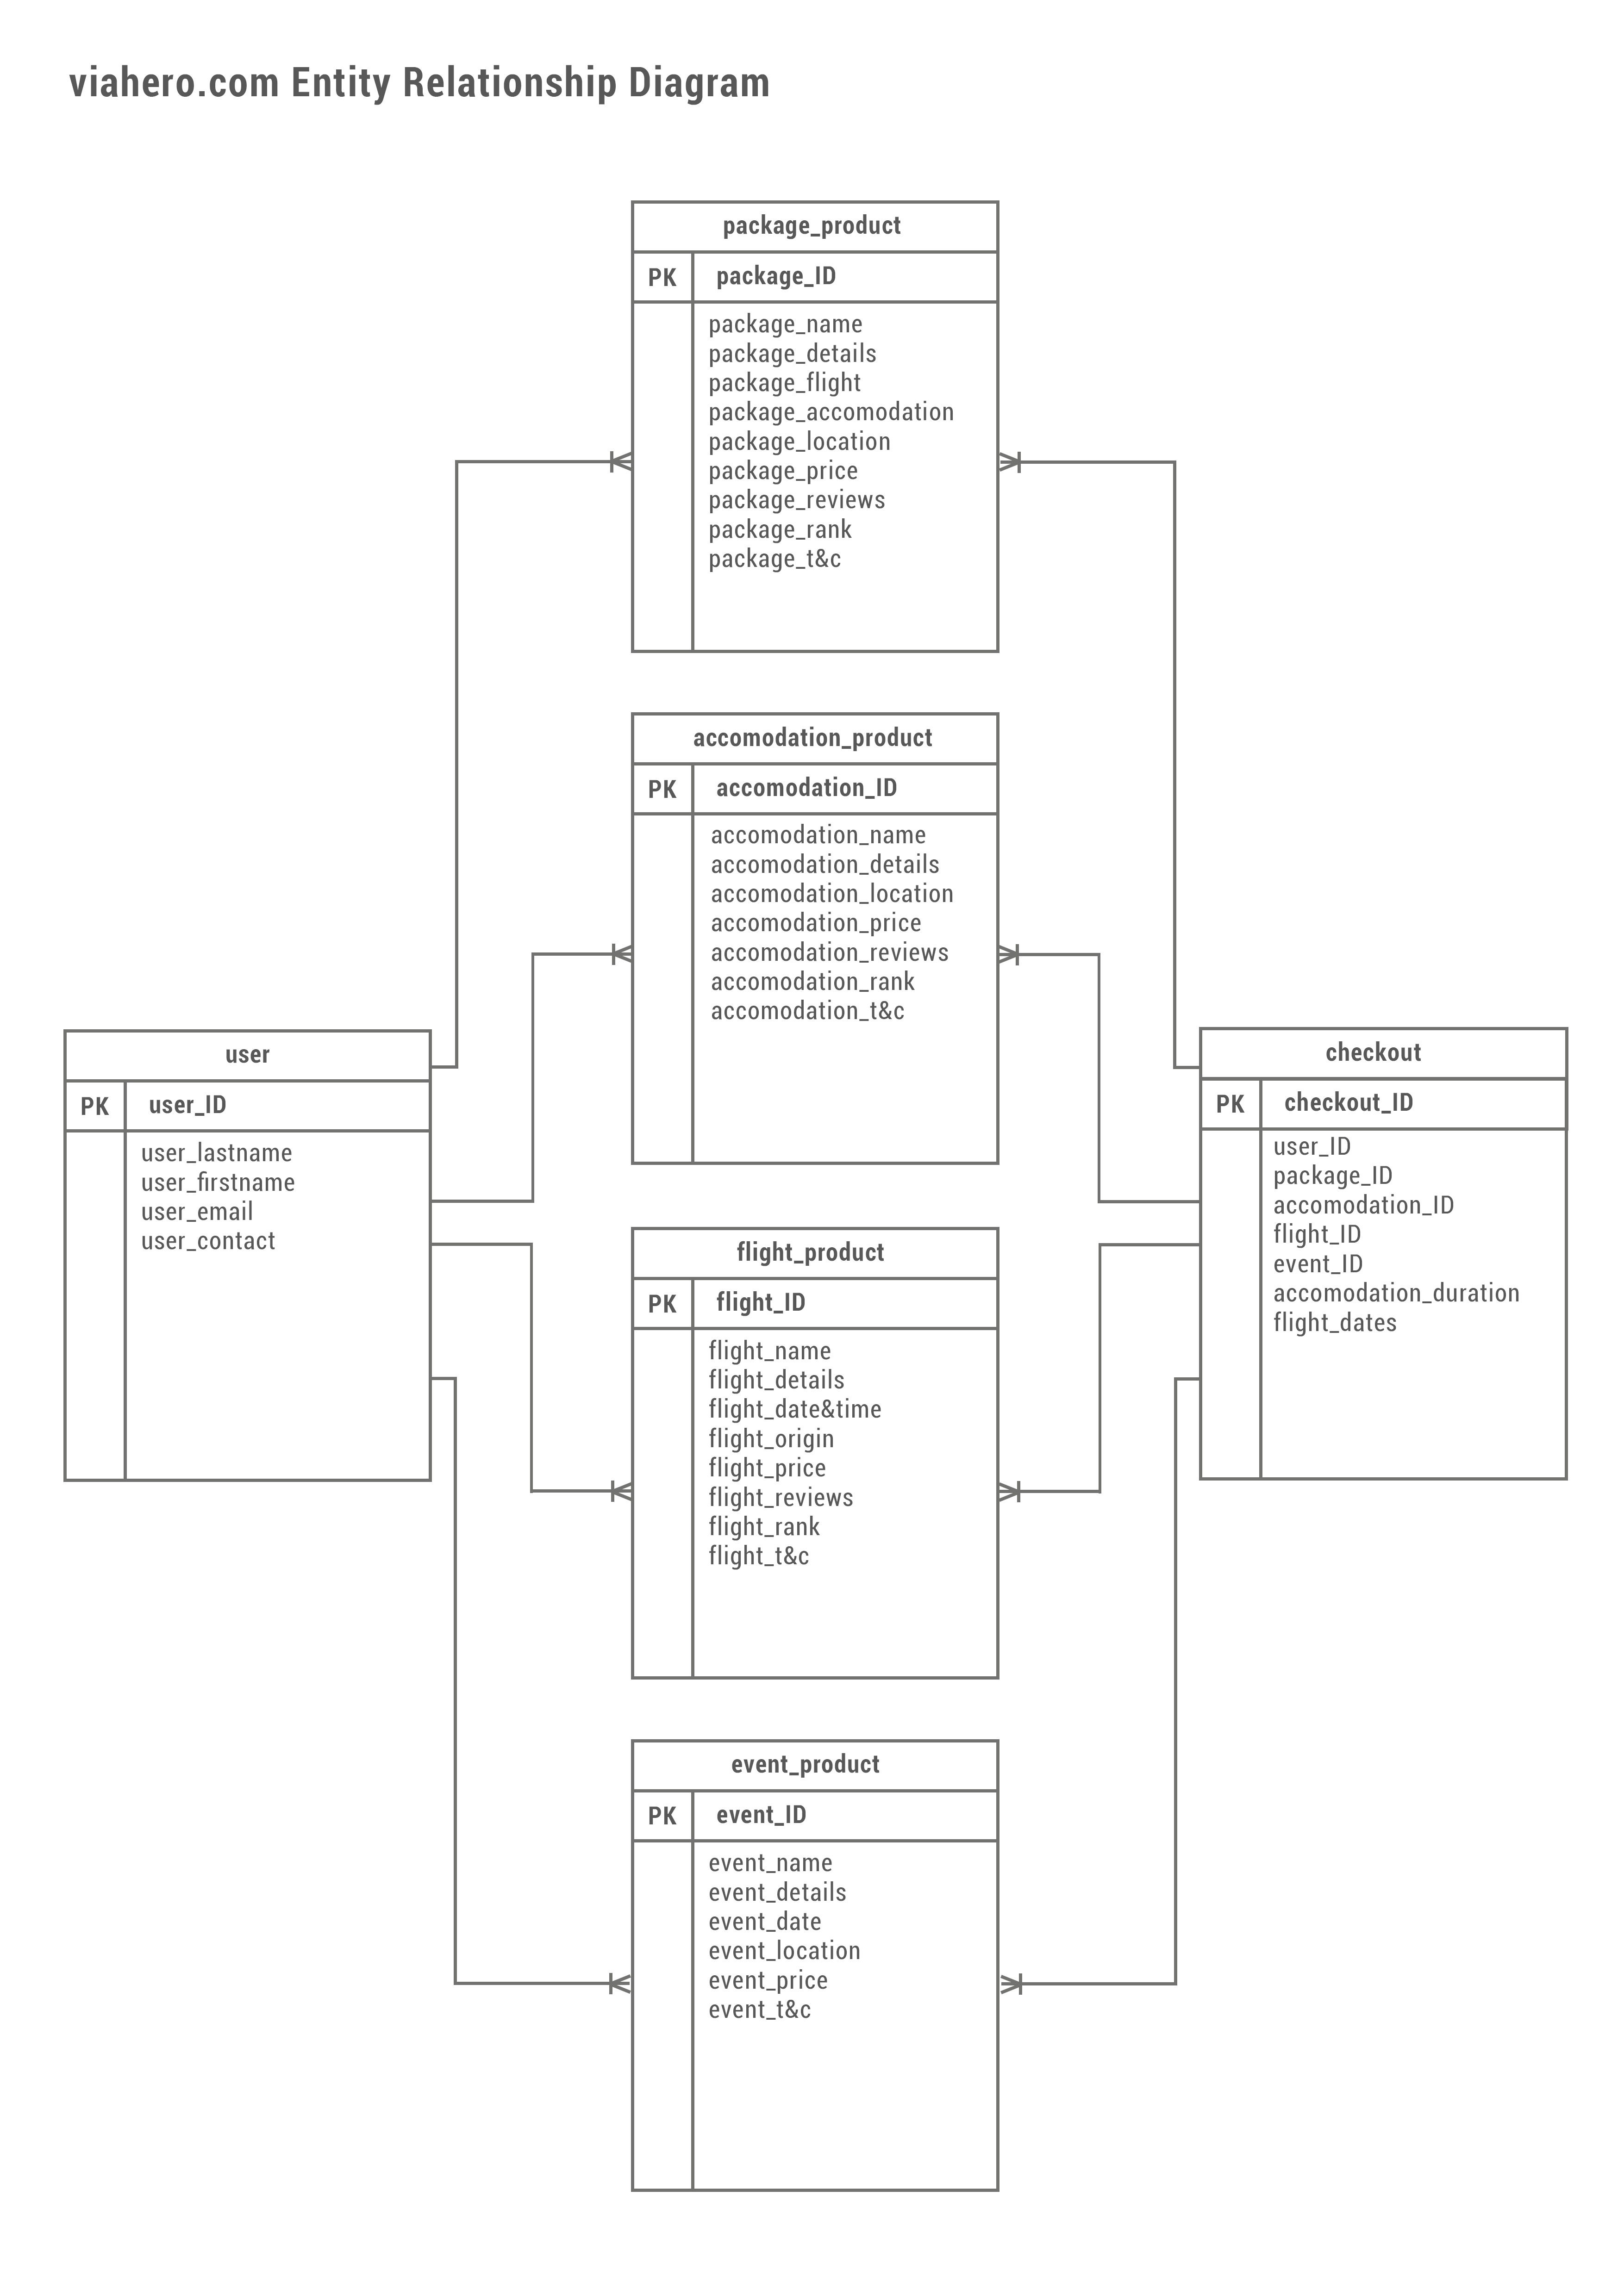 viahero.com Entity Relationship Diagram
package_product
PK package_ID
package_name
package_details
package_flight
package_accomodation
package_location
package_price
package_reviews
package_rank
package_t&c
accomodation_product
PK accomodation_ID
accomodation_name
accomodation_details
accomodation_location
accomodation_price
accomodation_reviews
accomodation_rank
accomodation_t&c
user
PK user_ID
user_lastname
user_firstname
user_email
user_contact
checkout
PK checkout_ID
user_ID
package_ID
accomodation_ID
flight_ID
event_ID
accomodation_duration
flight_dates
flight_product
PK flight_ID
flight_name
flight_details
flight_date&time
flight_origin
flight_price
flight_reviews
flight_rank
flight_t&c
event_product
PK event_ID
event_name
event_details
event_date
event_location
event_price
event_t&c